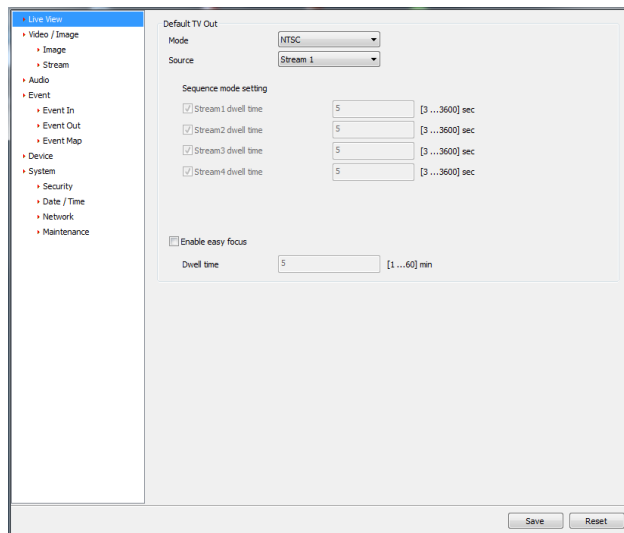 Live View
Video / Image
Image
Stream
Audio
Event
Event In
Event Out
Event Map
Device
System
Security
Date / Time
Network
Maintenance
Default TV Out
Mode NTSC
Source Stream 1
Sequence mode setting
Stream1 dwell time 5 [3 ...3600] sec
Stream2 dwell time 5 [3 ...3600] sec
Stream3 dwell time 5 [3 ...3600] sec
Stream4 dwell time 5 [3 ...3600] sec
Enable easy focus
Dwell time 5 [1 ...60] min
Save Reset